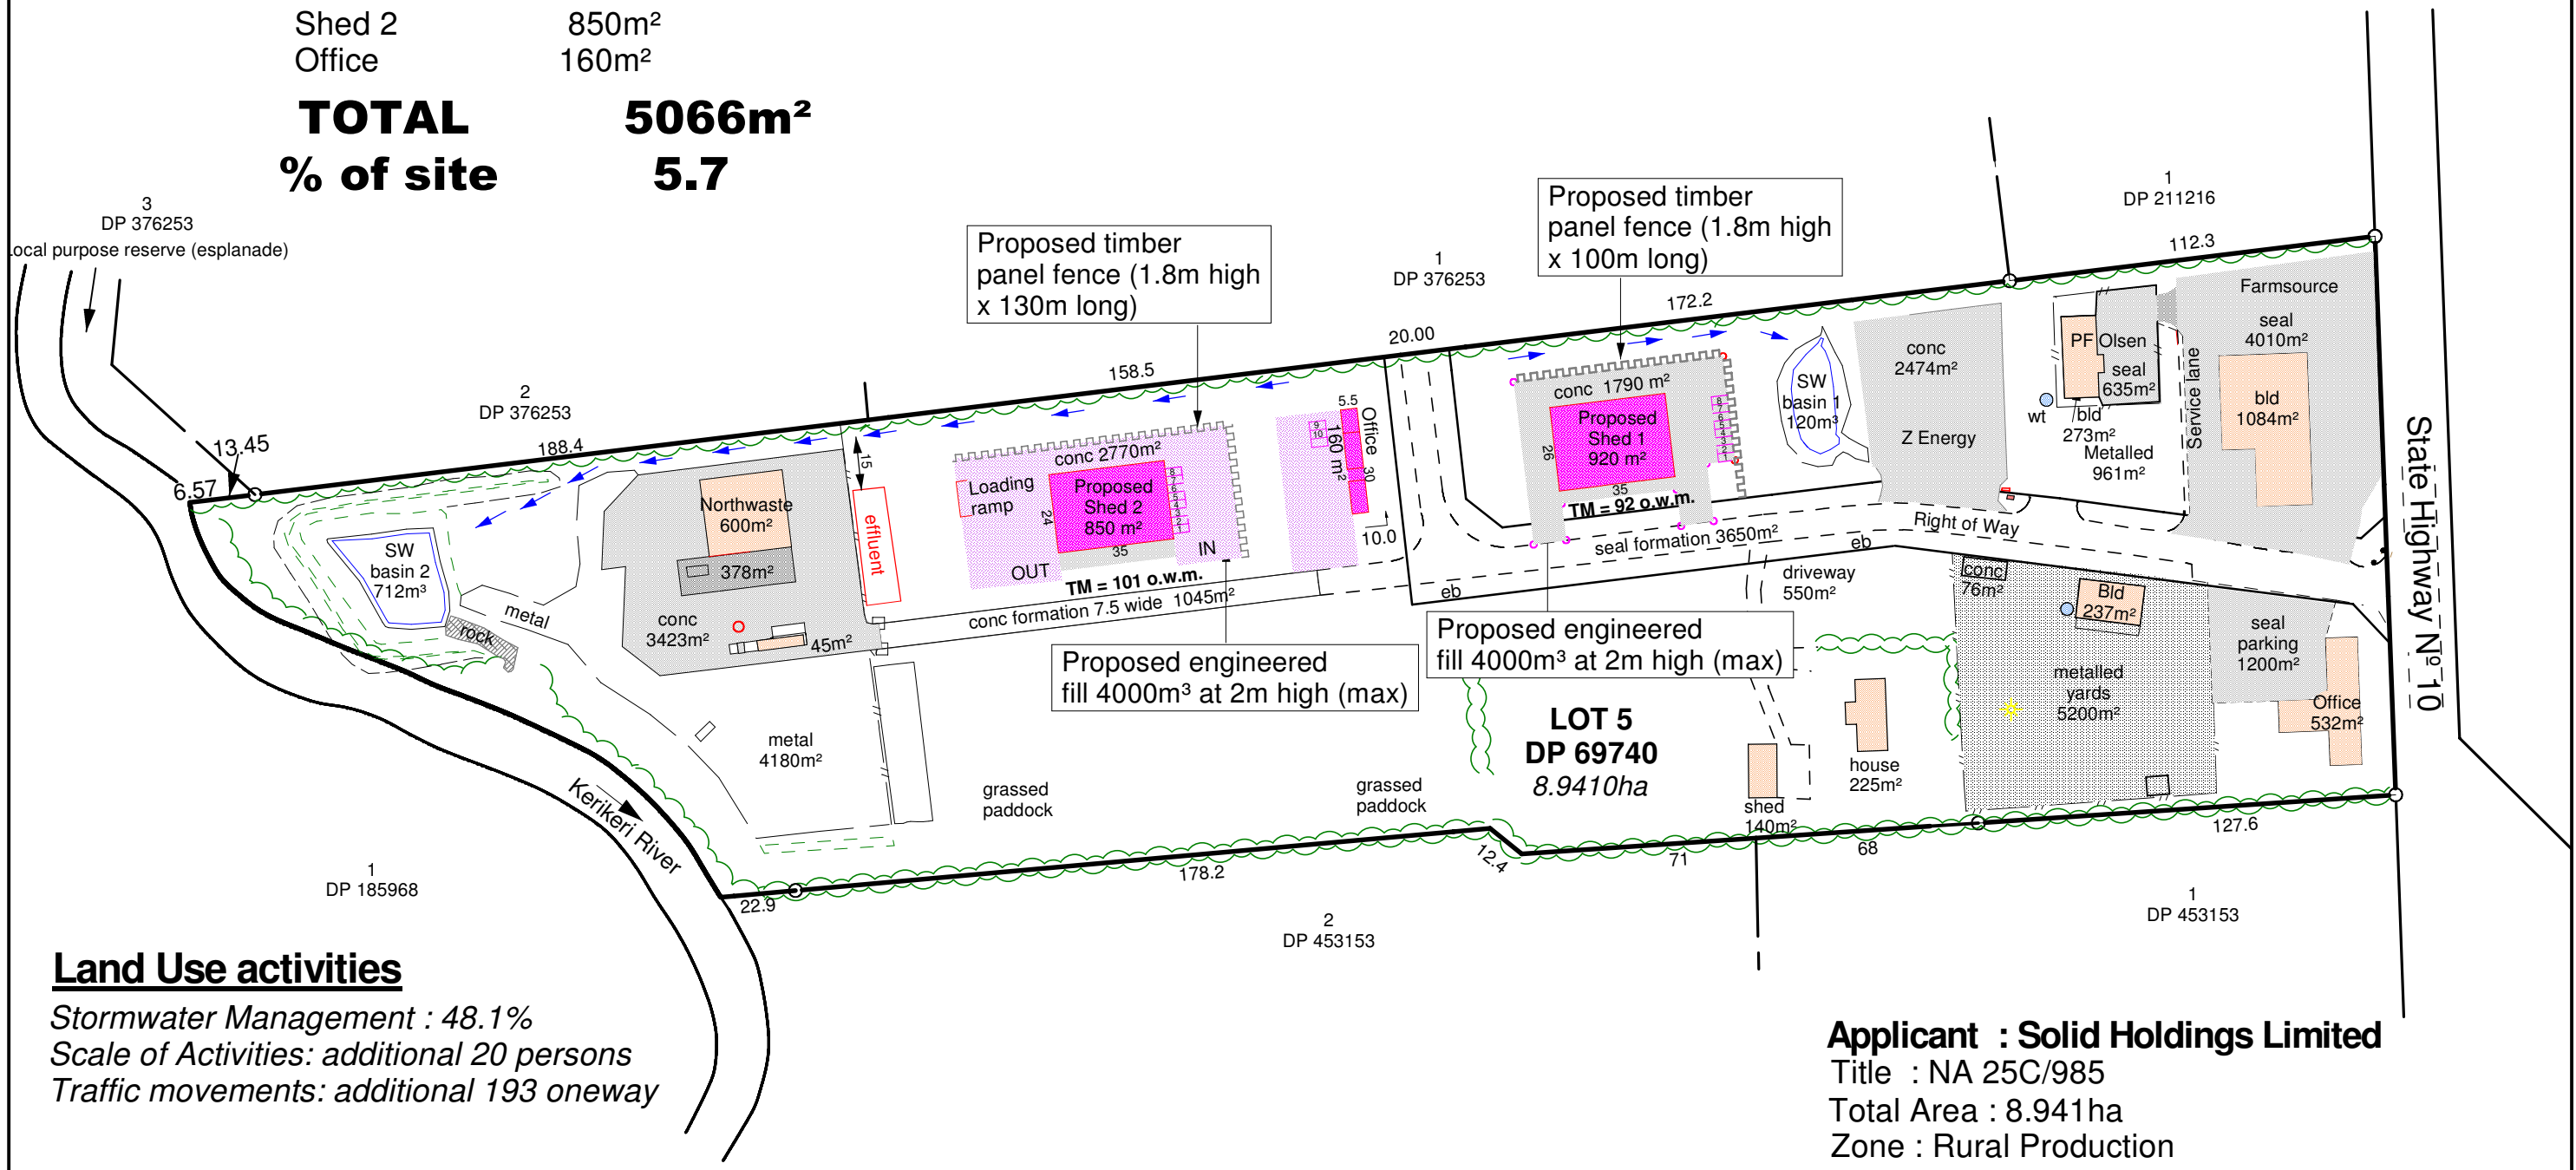 Shed 2 850m²
Office 160m²
TOTAL 5066m²
% of site 5.7
3
DP 376253
ocal purpose reserve (esplanade)
13.45
6.57
2
DP 376253
188.4
158.5
Proposed timber
panel fence (1.8m high
x 130m long)
1
DP 376253
20.00
Proposed timber
panel fence (1.8m high
x 100m long)
172.2
1
DP 211216
112.3
SW
basin 2
712m³
rock
metal
Northwaste
600m²
378m²
conc
3423m²
45m²
15
effluent
metal
4180m²
conc 2770m²
Loading
ramp
Proposed
Shed 2
850 m²
24
35
IN
OUT
TM = 101 o.w.m.
conc formation 7.5 wide 1045m²
9
10
5.5
Office
160 m²
30
10.0
conc 1790 m²
Proposed
Shed 1
920 m²
26
35
TM = 92 o.w.m.
seal formation 3650m²
eb
eb
Right of Way
SW
basin 1
120m³
conc
2474m²
Z Energy
PF Olsen
seal
635m²
wt
bld
273m²
Metalled
961m²
Service lane
Farmsource
seal
4010m²
bld
1084m²
State Highway Nº 10
driveway
550m²
conc
76m²
Bld
237m²
seal
parking
1200m²
metalled
yards
5200m²
Office
532m²
Proposed engineered
fill 4000m³ at 2m high (max)
Proposed engineered
fill 4000m³ at 2m high (max)
LOT 5
DP 69740
8.9410ha
house
225m²
shed
140m²
grassed
paddock
grassed
paddock
Kerikeri River
22.9
178.2
12.4
71
68
127.6
1
DP 185968
2
DP 453153
1
DP 453153
Land Use activities
Stormwater Management : 48.1%
Scale of Activities: additional 20 persons
Traffic movements: additional 193 oneway
Applicant : Solid Holdings Limited
Title : NA 25C/985
Total Area : 8.941ha
Zone : Rural Production